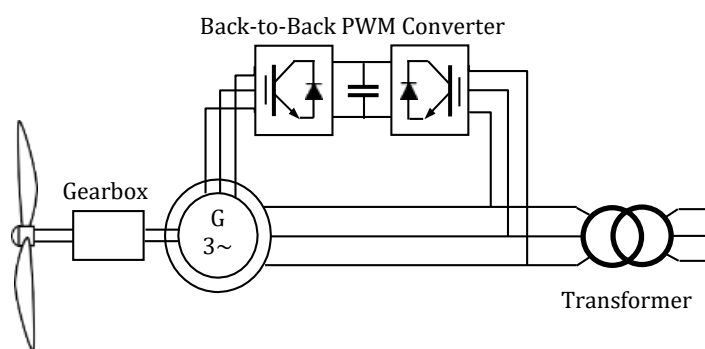 Back-to-Back PWM Converter
Gearbox
G
3~
Transformer